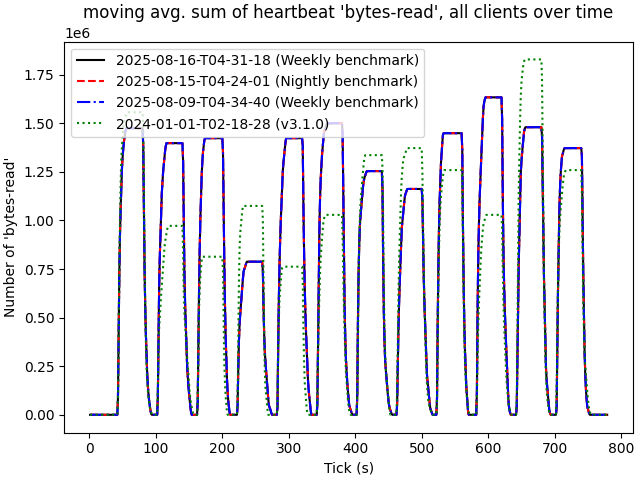 moving avg. sum of heartbeat 'bytes-read', all clients over time
1e6
2025-08-16-T04-31-18 (Weekly benchmark)
2025-08-15-T04-24-01 (Nightly benchmark)
2025-08-09-T04-34-40 (Weekly benchmark)
2024-01-01-T02-18-28 (v3.1.0)
1.75
1.50
1.25
1.00
0.75
0.50
0.25
0.00
Number of 'bytes-read'
0 100 200 300 400 500 600 700 800
Tick (s)